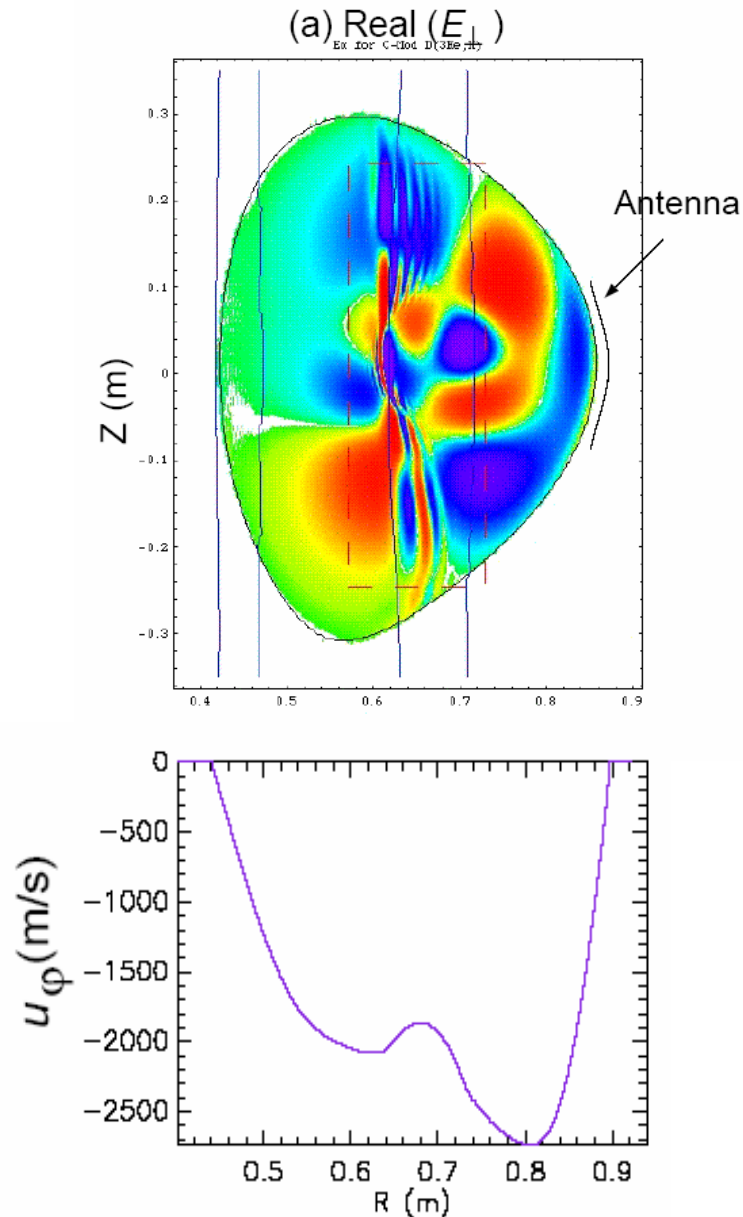 (a) Real (E⊥)
Ex for C-Mod D(3He,H)
Antenna
Z (m)
0.3
0.2
0.1
0
-0.1
-0.2
-0.3
0.4 0.5 0.6 0.7 0.8 0.9
uφ(m/s)
0
-500
-1000
-1500
-2000
-2500
0.5 0.6 0.7 0.8 0.9
R (m)